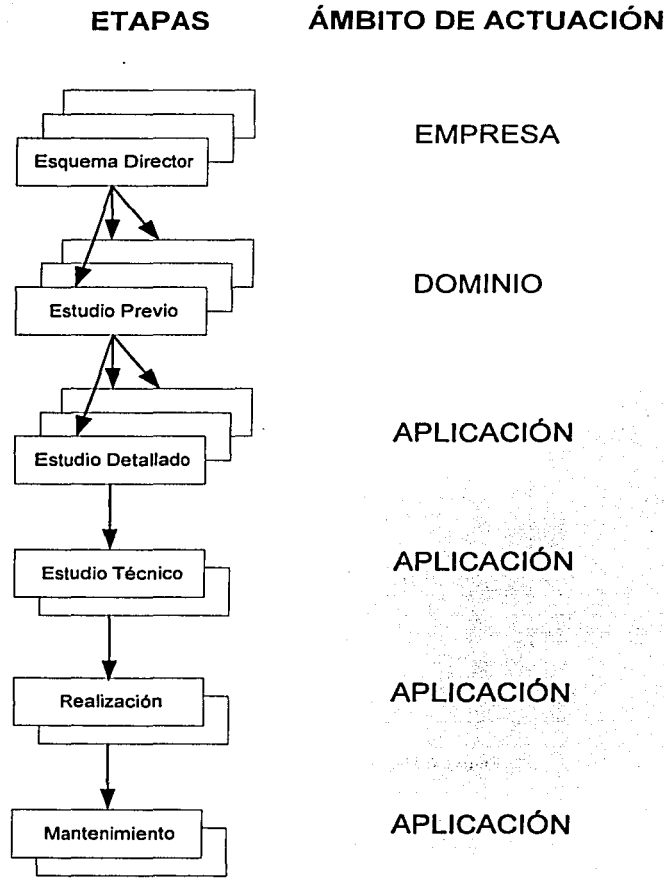 ETAPAS ÁMBITO DE ACTUACIÓN
Esquema Director EMPRESA
Estudio Previo DOMINIO
Estudio Detallado APLICACIÓN
Estudio Técnico APLICACIÓN
Realización APLICACIÓN
Mantenimiento APLICACIÓN